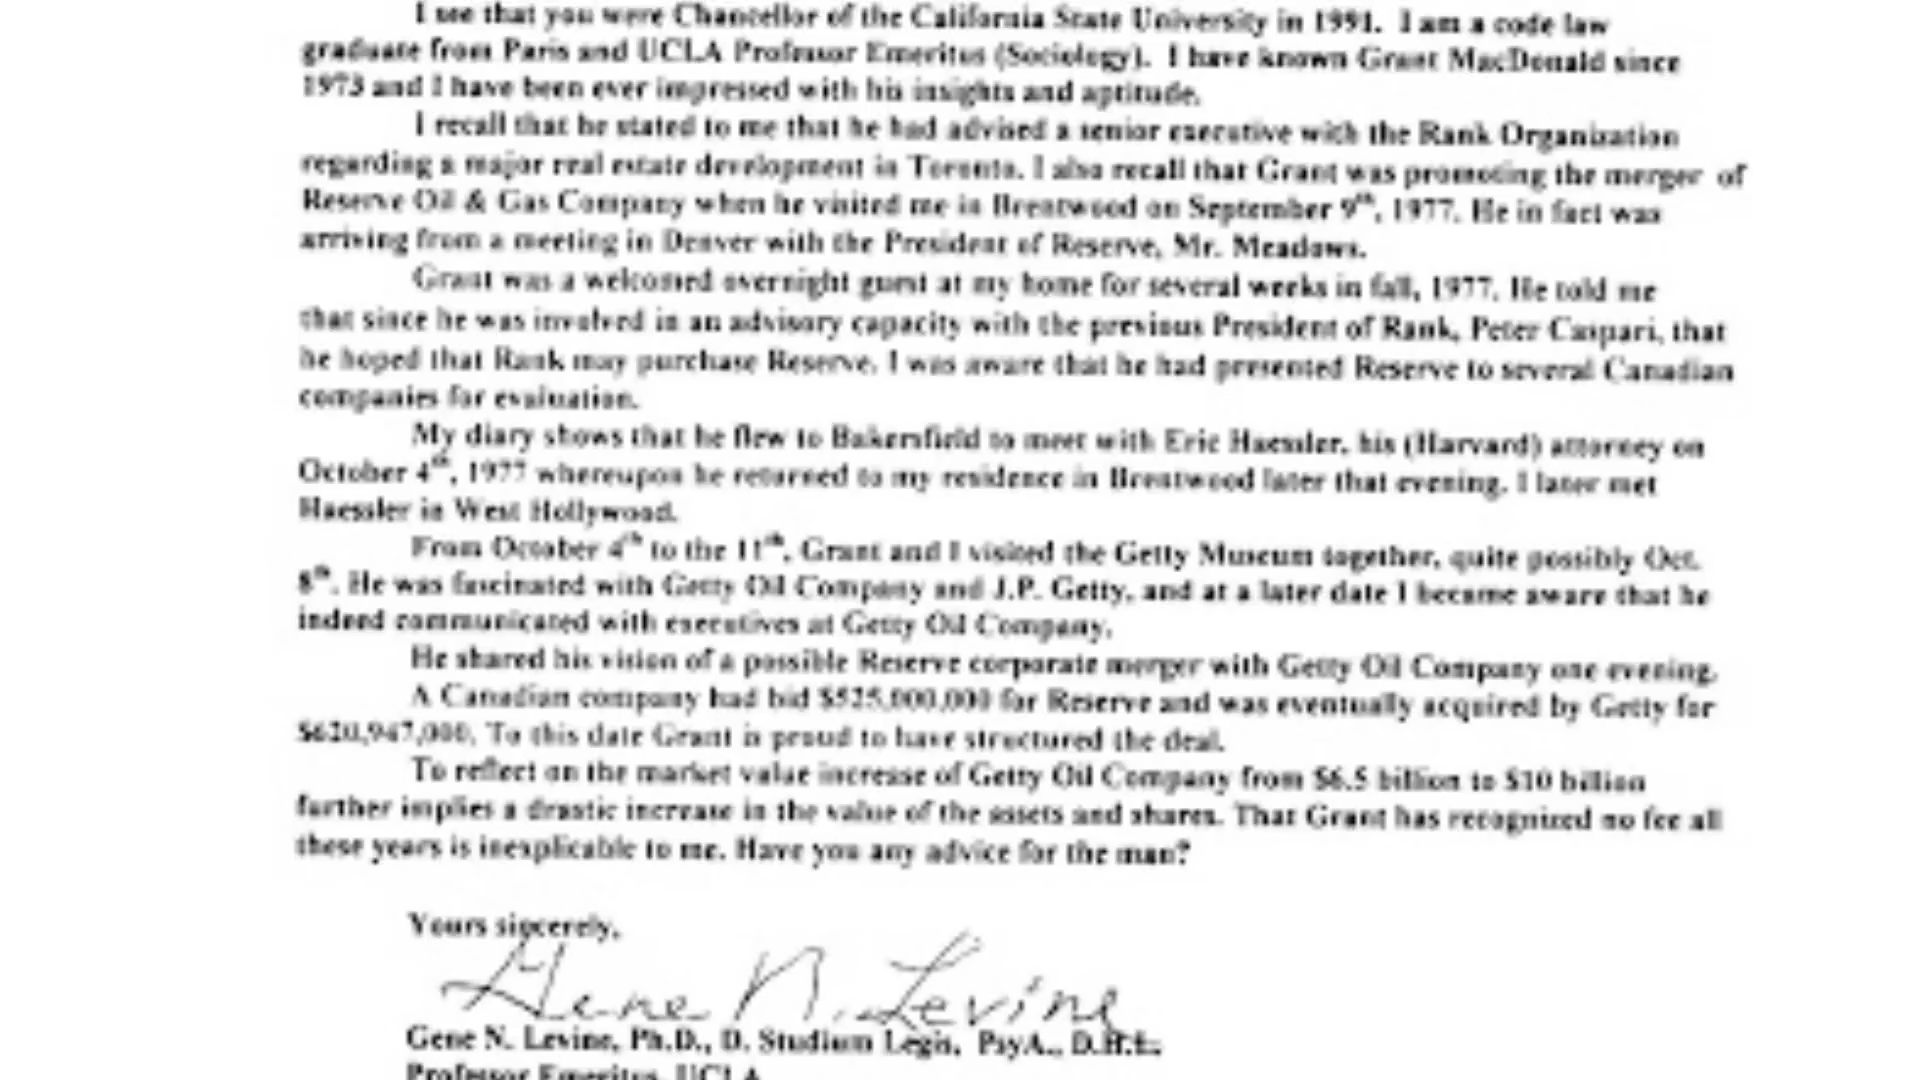 I see that you were Chancellor of the California State University in 1991. I am a code law
graduate from Paris and UCLA Professor Emeritus (Sociology). I have known Grant MacDonald since
1973 and I have been ever impressed with his insights and aptitude.
I recall that he stated to me that he had advised a senior executive with the Rank Organization
regarding a major real estate development in Toronto. I also recall that Grant was promoting the merger of
Reserve Oil & Gas Company when he visited me in Brentwood on September 9th, 1977. He in fact was
arriving from a meeting in Denver with the President of Reserve, Mr. Meadows.
Grant was a welcomed overnight guest at my home for several weeks in fall, 1977. He told me
that since he was involved in an advisory capacity with the previous President of Rank, Peter Caspari, that
he hoped that Rank may purchase Reserve. I was aware that he had presented Reserve to several Canadian
companies for evaluation.
My diary shows that he flew to Bakersfield to meet with Eric Haessler, his (Harvard) attorney on
October 4th, 1977 whereupon he returned to my residence in Brentwood later that evening. I later met
Haessler in West Hollywood.
From October 4th to the 11th, Grant and I visited the Getty Museum together, quite possibly Oct.
8th. He was fascinated with Getty Oil Company and J.P. Getty, and at a later date I became aware that he
indeed communicated with executives at Getty Oil Company.
He shared his vision of a possible Reserve corporate merger with Getty Oil Company one evening.
A Canadian company had bid $525,000,000 for Reserve and was eventually acquired by Getty for
$620,947,000. To this date Grant is proud to have structured the deal.
To reflect on the market value increase of Getty Oil Company from $6.5 billion to $10 billion
further implies a drastic increase in the value of the assets and shares. That Grant has recognized no fee all
these years is inexplicable to me. Have you any advice for the man?
Yours sincerely,
Gene N. Levine
Gene N. Levine, Ph.D., D. Studium Legis, PsyA., D.H.L.
Professor Emeritus, UCLA